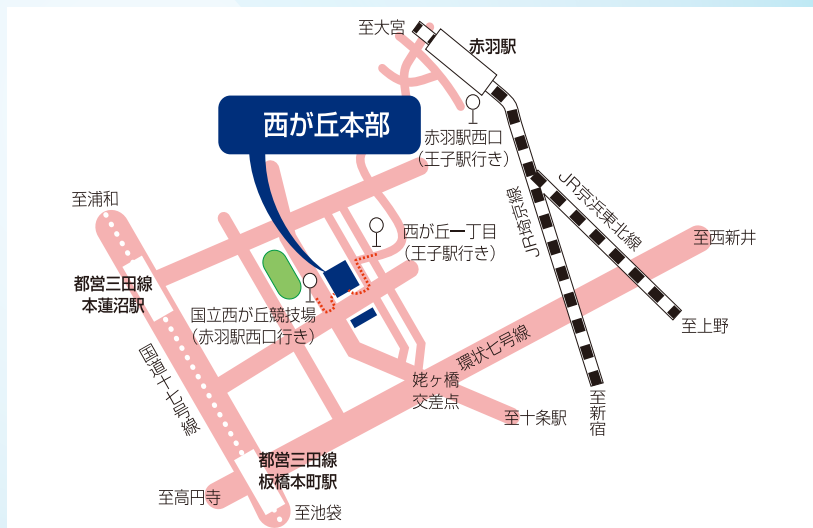 至大宮
赤羽駅
西が丘本部
赤羽駅西口
（王子駅行き）
JR埼京線
JR京浜東北線
至浦和
西が丘一丁目
（王子駅行き）
至西新井
都営三田線
本蓮沼駅
国立西が丘競技場
（赤羽駅西口行き）
至上野
国道十七号線
環状七号線
姥ヶ橋
交差点
至新宿
至十条駅
都営三田線
板橋本町駅
至高円寺
至池袋